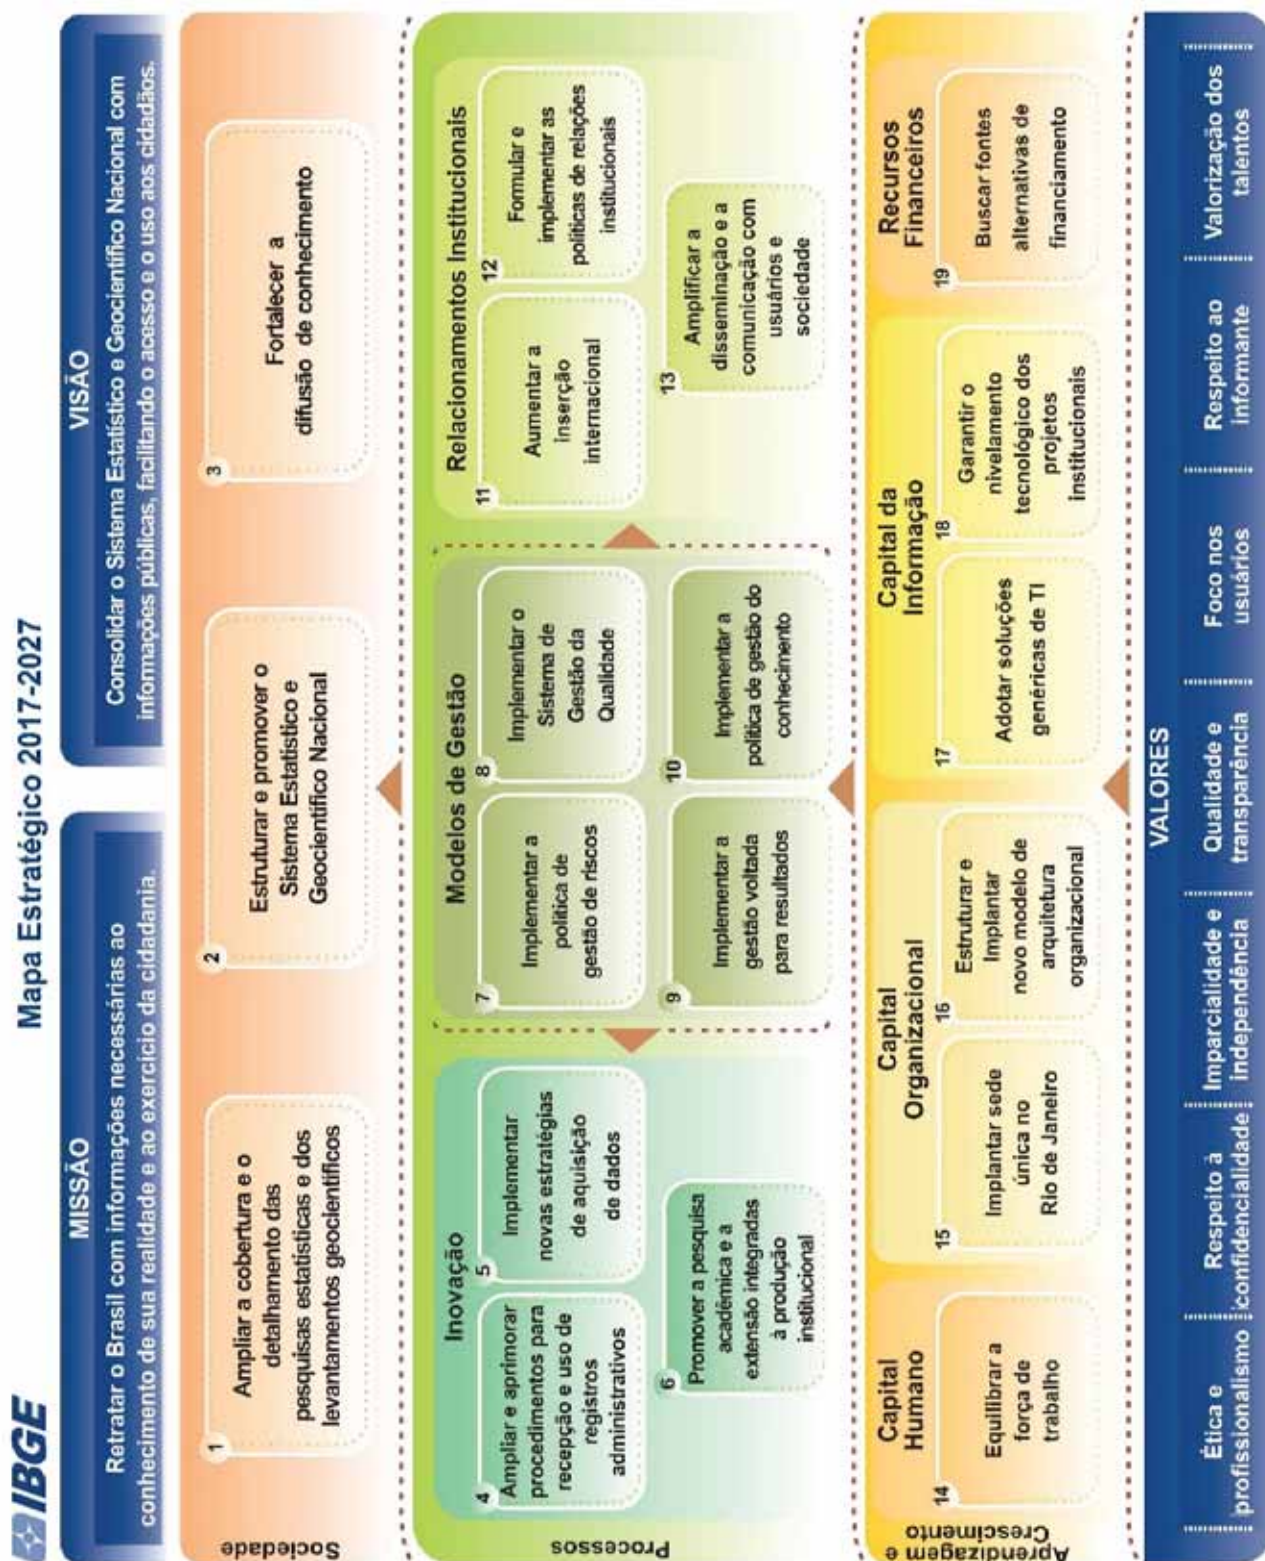 IBGE
Mapa Estratégico 2017-2027
MISSÃO
Retratar o Brasil com informações necessárias ao
conhecimento de sua realidade e ao exercício da cidadania.
VISÃO
Consolidar o Sistema Estatístico e Geocientífico Nacional com
informações públicas, facilitando o acesso e o uso aos cidadãos.
Sociedade
1
Ampliar a cobertura e o
detalhamento das
pesquisas estatísticas e dos
levantamentos geocientíficos
2
Estruturar e promover o
Sistema Estatístico e
Geocientífico Nacional
3
Fortalecer a
difusão de conhecimento
Processos
Inovação
4
Ampliar e aprimorar
procedimentos para
recepção e uso de
registros
administrativos
5
Implementar
novas estratégias
de aquisição
de dados
6
Promover a pesquisa
acadêmica e a
extensão integradas
à produção
institucional
Modelos de Gestão
7
Implementar a
política de
gestão de riscos
8
Implementar o
Sistema de
Gestão da
Qualidade
9
Implementar a
gestão voltada
para resultados
10
Implementar a
política de gestão do
conhecimento
Relacionamentos Institucionais
11
Aumentar a
inserção
internacional
12
Formular e
implementar as
políticas de relações
institucionais
13
Amplificar a
disseminação e a
comunicação com
usuários e
sociedade
Aprendizagem e
Crescimento
Capital
Humano
14
Equilibrar a
força de
trabalho
Capital
Organizacional
15
Implantar sede
única no
Rio de Janeiro
16
Estruturar e
Implantar
novo modelo de
arquitetura
organizacional
Capital da
Informação
17
Adotar soluções
genéricas de TI
18
Garantir o
nivelamento
tecnológico dos
projetos
institucionais
Recursos
Financeiros
19
Buscar fontes
alternativas de
financiamento
VALORES
Ética e
profissionalismo
Respeito à
confidencialidade
Imparcialidade e
independência
Qualidade e
transparência
Foco nos
usuários
Respeito ao
informante
Valorização dos
talentos